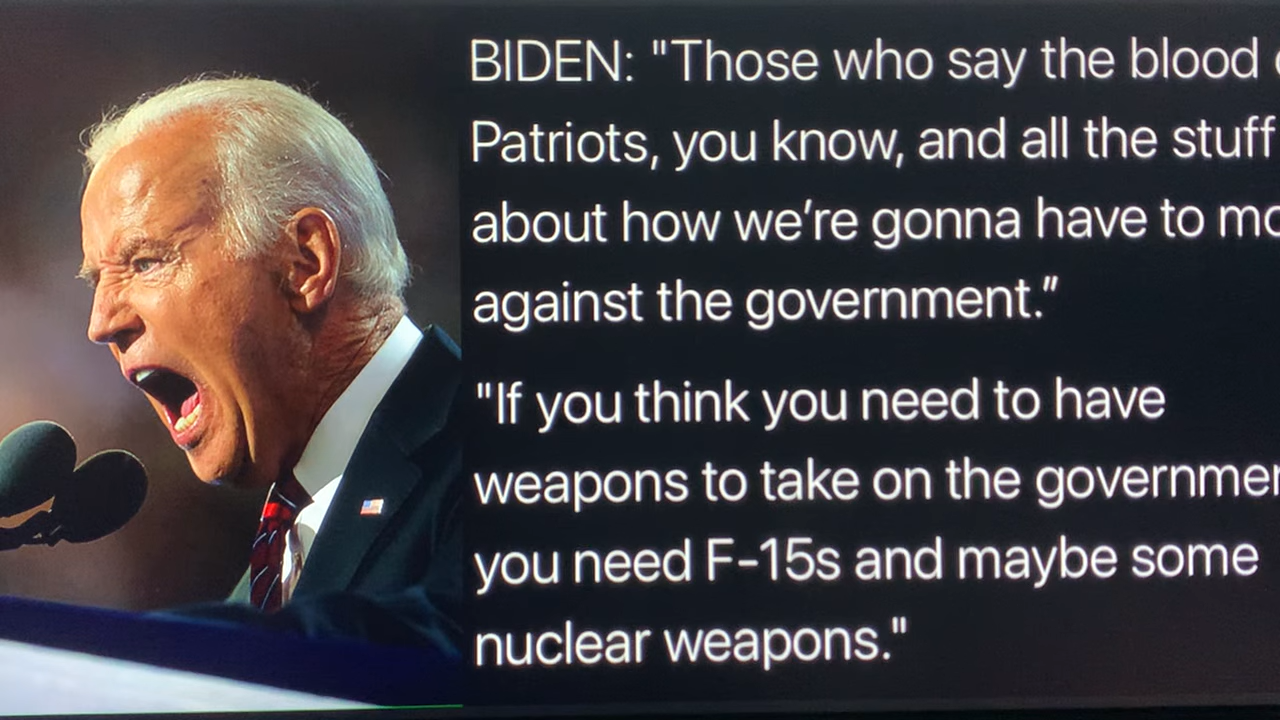 BIDEN: "Those who say the blood
Patriots, you know, and all the stuff
about how we’re gonna have to
against the government.”
"If you think you need to have
weapons to take on the
you need F-15s and maybe some
nuclear weapons."